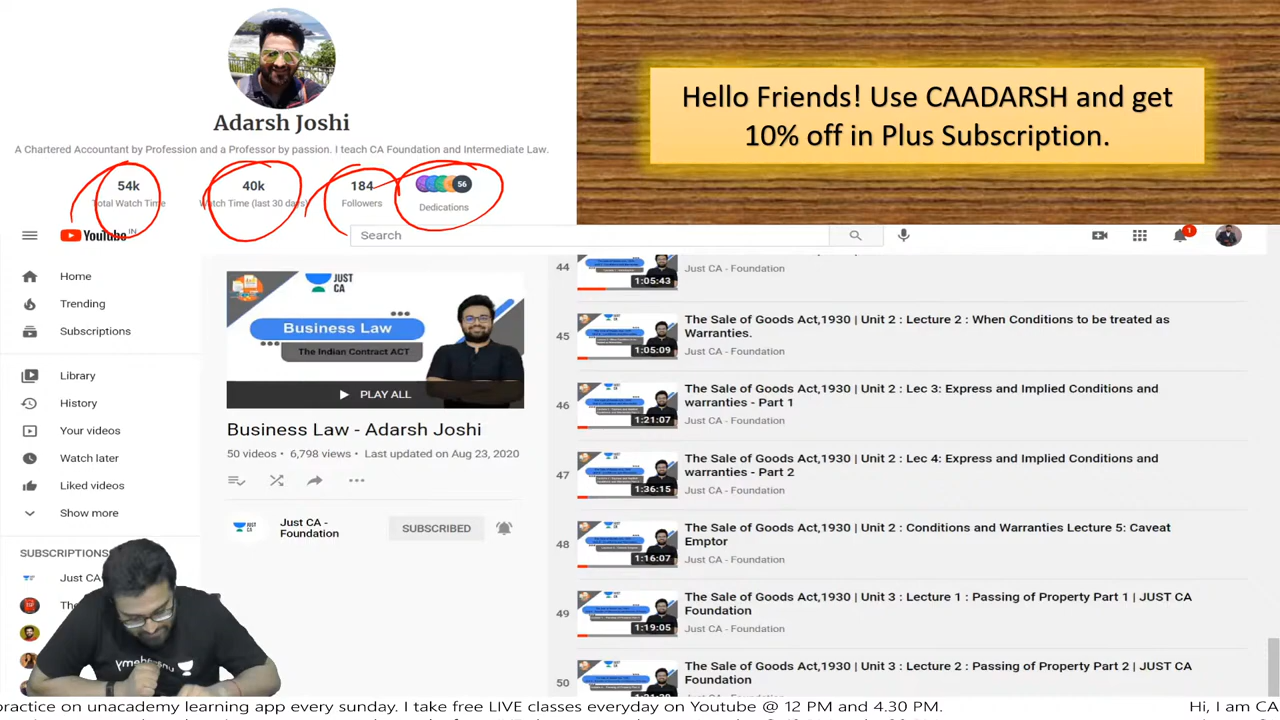 Adarsh Joshi
A Chartered Accountant by Profession and a Professor by passion. I teach CA Foundation and Intermediate Law.
54k
Total Watch Time
40k
Watch Time (last 30 days)
184
Followers
56
Dedications
Hello Friends! Use CAADARSH and get
10% off in Plus Subscription.
YouTube IN
Search
1
Home
Trending
Subscriptions
Library
History
Your videos
Watch later
Liked videos
Show more
SUBSCRIPTIONS
Just CA
JUST
CA
Business Law
The Indian Contract ACT
PLAY ALL
Business Law - Adarsh Joshi
50 videos • 6,798 views • Last updated on Aug 23, 2020
JUST
CA
Just CA -
Foundation
SUBSCRIBED
44
1:05:43
Just CA - Foundation
45
1:05:09
The Sale of Goods Act,1930 | Unit 2 : Lecture 2 : When Conditions to be treated as
Warranties.
Just CA - Foundation
46
1:21:07
The Sale of Goods Act,1930 | Unit 2 : Lec 3: Express and Implied Conditions and
warranties - Part 1
Just CA - Foundation
47
1:36:15
The Sale of Goods Act,1930 | Unit 2 : Lec 4: Express and Implied Conditions and
warranties - Part 2
Just CA - Foundation
48
1:16:07
The Sale of Goods Act,1930 | Unit 2 : Conditions and Warranties Lecture 5: Caveat
Emptor
Just CA - Foundation
49
1:19:05
The Sale of Goods Act,1930 | Unit 3 : Lecture 1 : Passing of Property Part 1 | JUST CA
Foundation
Just CA - Foundation
50
The Sale of Goods Act,1930 | Unit 3 : Lecture 2 : Passing of Property Part 2 | JUST CA
Foundation
unacademy
practice on unacademy learning app every sunday. I take free LIVE classes everyday on Youtube @ 12 PM and 4.30 PM.
Hi, I am CA